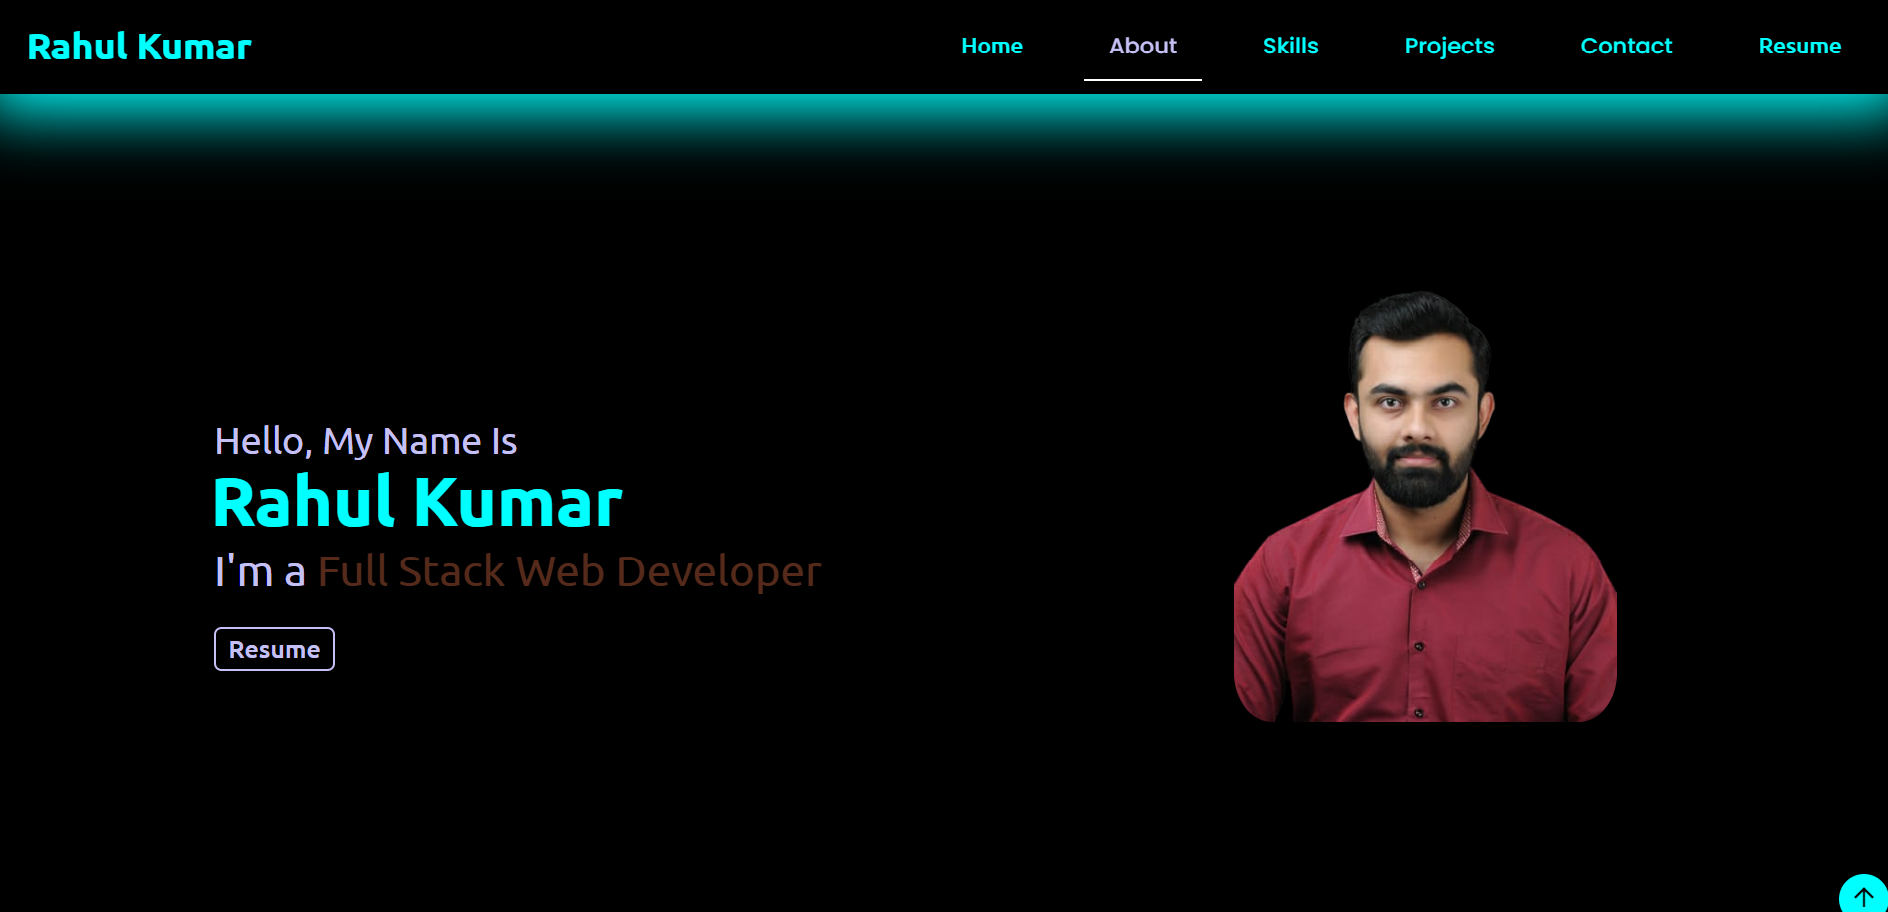 Rahul Kumar
Home About Skills Projects Contact Resume
Hello, My Name Is
Rahul Kumar
I'm a Full Stack Web Developer
Resume